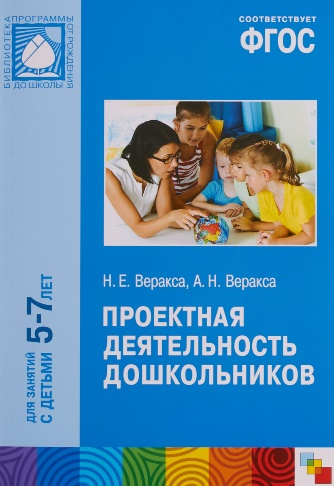 БИБЛИОТЕКА ПРОГРАММЫ
ОТ РОЖДЕНИЯ
ДО ШКОЛЫ
СООТВЕТСТВУЕТ
ФГОС
Н. Е. Веракса, А. Н. Веракса
ПРОЕКТНАЯ
ДЕЯТЕЛЬНОСТЬ
ДОШКОЛЬНИКОВ
ДЛЯ ЗАНЯТИЙ
С ДЕТЬМИ 5-7 ЛЕТ